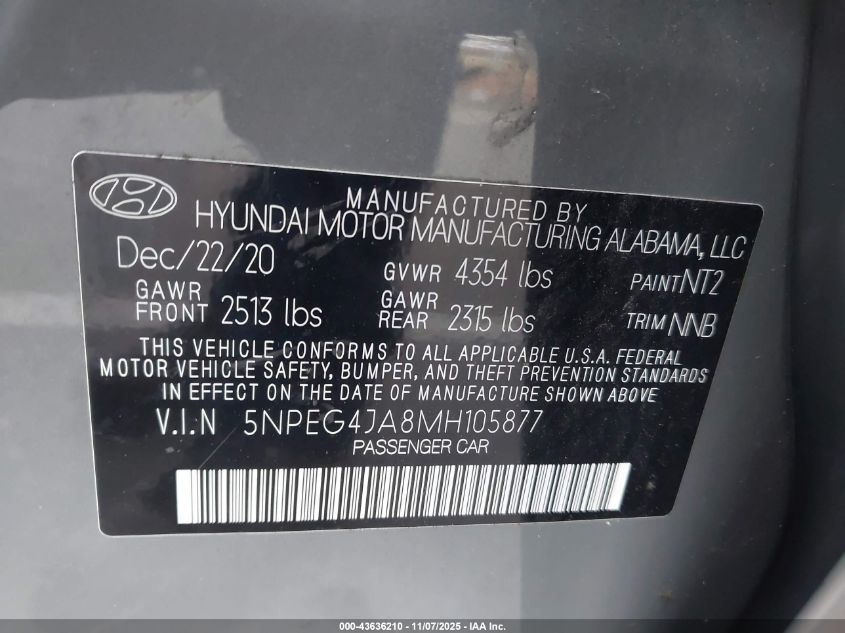 MANUFACTURED BY
HYUNDAI MOTOR MANUFACTURING ALABAMA, LLC
Dec/22/20 GVWR 4354 lbs PAINT NT2
GAWR FRONT 2513 lbs GAWR REAR 2315 lbs TRIM NNB
THIS VEHICLE CONFORMS TO ALL APPLICABLE U.S.A. FEDERAL
MOTOR VEHICLE SAFETY, BUMPER, AND THEFT PREVENTION STANDARDS
IN EFFECT ON THE DATE OF MANUFACTURE SHOWN ABOVE
V.I.N 5NPEG4JA8MH105877
PASSENGER CAR
000-43636210 - 11/07/2025 - IAA Inc.